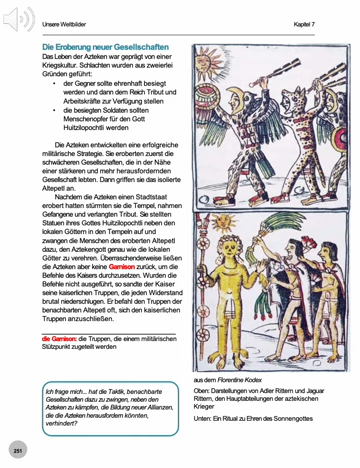 Unsere Weltbilder
Kapitel 7
Die Eroberung neuer Gesellschaften
Das Leben der Azteken war geprägt von einer
Kriegskultur. Schlachten wurden aus zweierlei
Gründen geführt:
• der Gegner sollte ehrenhaft besiegt
werden und dann dem Reich Tribut und
Arbeitskräfte zur Verfügung stellen
• die besiegten Soldaten sollten
Menschenopfer für den Gott
Huitzilopochtli werden
Die Azteken entwickelten eine erfolgreiche
militärische Strategie. Sie eroberten zuerst die
schwächeren Gesellschaften, die in der Nähe
einer stärkeren und mehr herausfordernden
Gesellschaft lebten. Dann griffen sie das isolierte
Altepetl an.
Nachdem die Azteken einen Stadtstaat
erobert hatten stürmten sie die Tempel, nahmen
Gefangene und verlangten Tribut. Sie stellten
Statuen ihres Gottes Huitzilopochtli neben den
lokalen Göttern in den Tempeln auf und
zwangen die Menschen des eroberten Altepetl
dazu, den Aztekengott genau wie die lokalen
Götter zu verehren. Überraschenderweise ließen
die Azteken aber keine Garnison zurück, um die
Befehle des Kaisers durchzusetzen. Wurden die
Befehle nicht ausgeführt, so sandte der Kaiser
seine kaiserlichen Truppen, die jeden Widerstand
brutal niederschlugen. Er befahl den Truppen der
benachbarten Altepetl oft, sich den kaiserlichen
Truppen anzuschließen.
die Garnison: die Truppen, die einem militärischen
Stützpunkt zugeteilt werden
Ich frage mich... hat die Taktik, benachbarte
Gesellschaften dazu zu zwingen, neben den
Azteken zu kämpfen, die Bildung neuer Allianzen,
die die Azteken herausfordern könnten,
verhindert?
aus dem Florentine Kodex
Oben: Darstellungen von Adler Rittern und Jaguar
Rittern, den Hauptabteilungen der aztekischen
Krieger
Unten: Ein Ritual zu Ehren des Sonnengottes
251